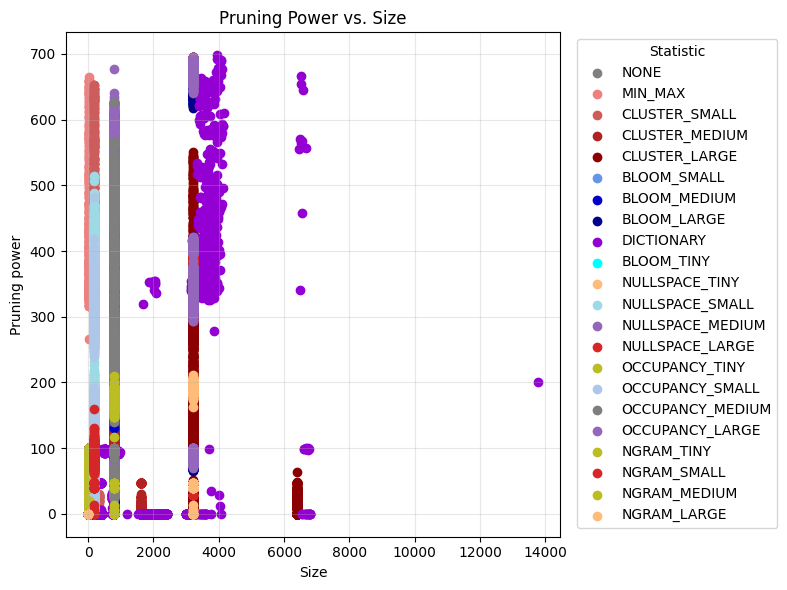 Pruning Power vs. Size
Pruning power
700
600
500
400
300
200
100
0
0
2000
4000
6000
8000
10000
12000
14000
Size
Statistic
NONE
MIN_MAX
CLUSTER_SMALL
CLUSTER_MEDIUM
CLUSTER_LARGE
BLOOM_SMALL
BLOOM_MEDIUM
BLOOM_LARGE
DICTIONARY
BLOOM_TINY
NULLSPACE_TINY
NULLSPACE_SMALL
NULLSPACE_MEDIUM
NULLSPACE_LARGE
OCCUPANCY_TINY
OCCUPANCY_SMALL
OCCUPANCY_MEDIUM
OCCUPANCY_LARGE
NGRAM_TINY
NGRAM_SMALL
NGRAM_MEDIUM
NGRAM_LARGE